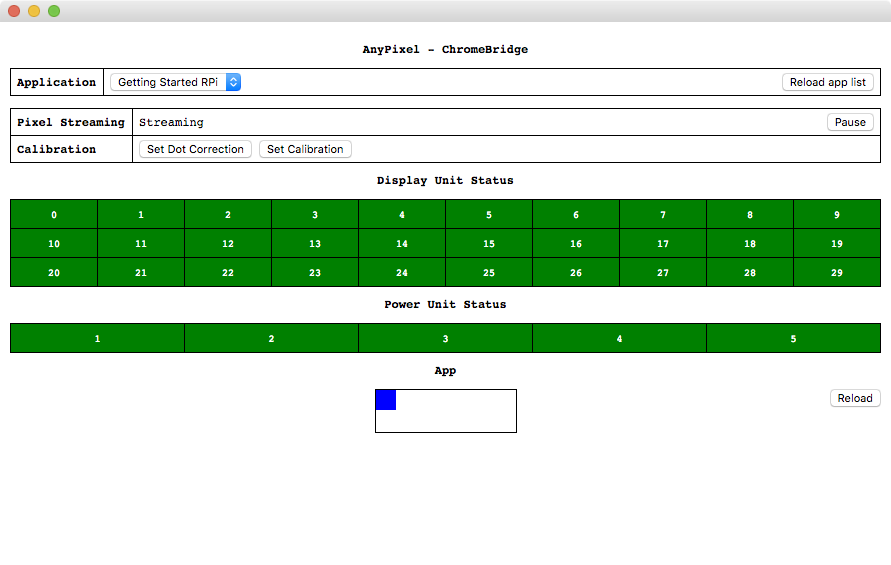 AnyPixel - ChromeBridge
Application Getting Started RPi Reload app list
Pixel Streaming Streaming Pause
Calibration Set Dot Correction Set Calibration
Display Unit Status
0 1 2 3 4 5 6 7 8 9
10 11 12 13 14 15 16 17 18 19
20 21 22 23 24 25 26 27 28 29
Power Unit Status
1 2 3 4 5
App
Reload